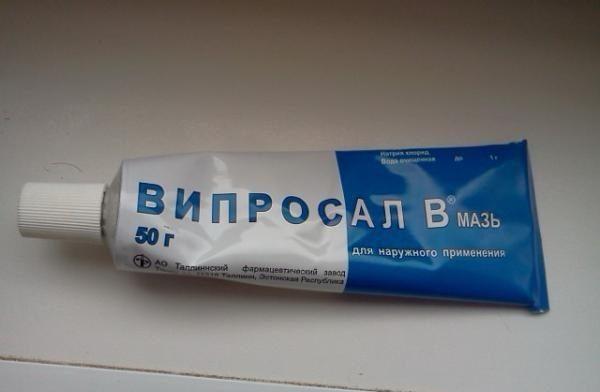 Натрия хлорид
Вода очищенная до 1 г
ВИПРОСАЛ В® МАЗЬ
50 г
для наружного применения
АО Таллиннский фармацевтический завод
Таллинн, Эстонская Республика